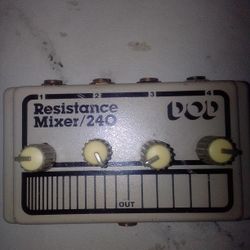 1 2 3 4
Resistance DOD
Mixer/240
OUT